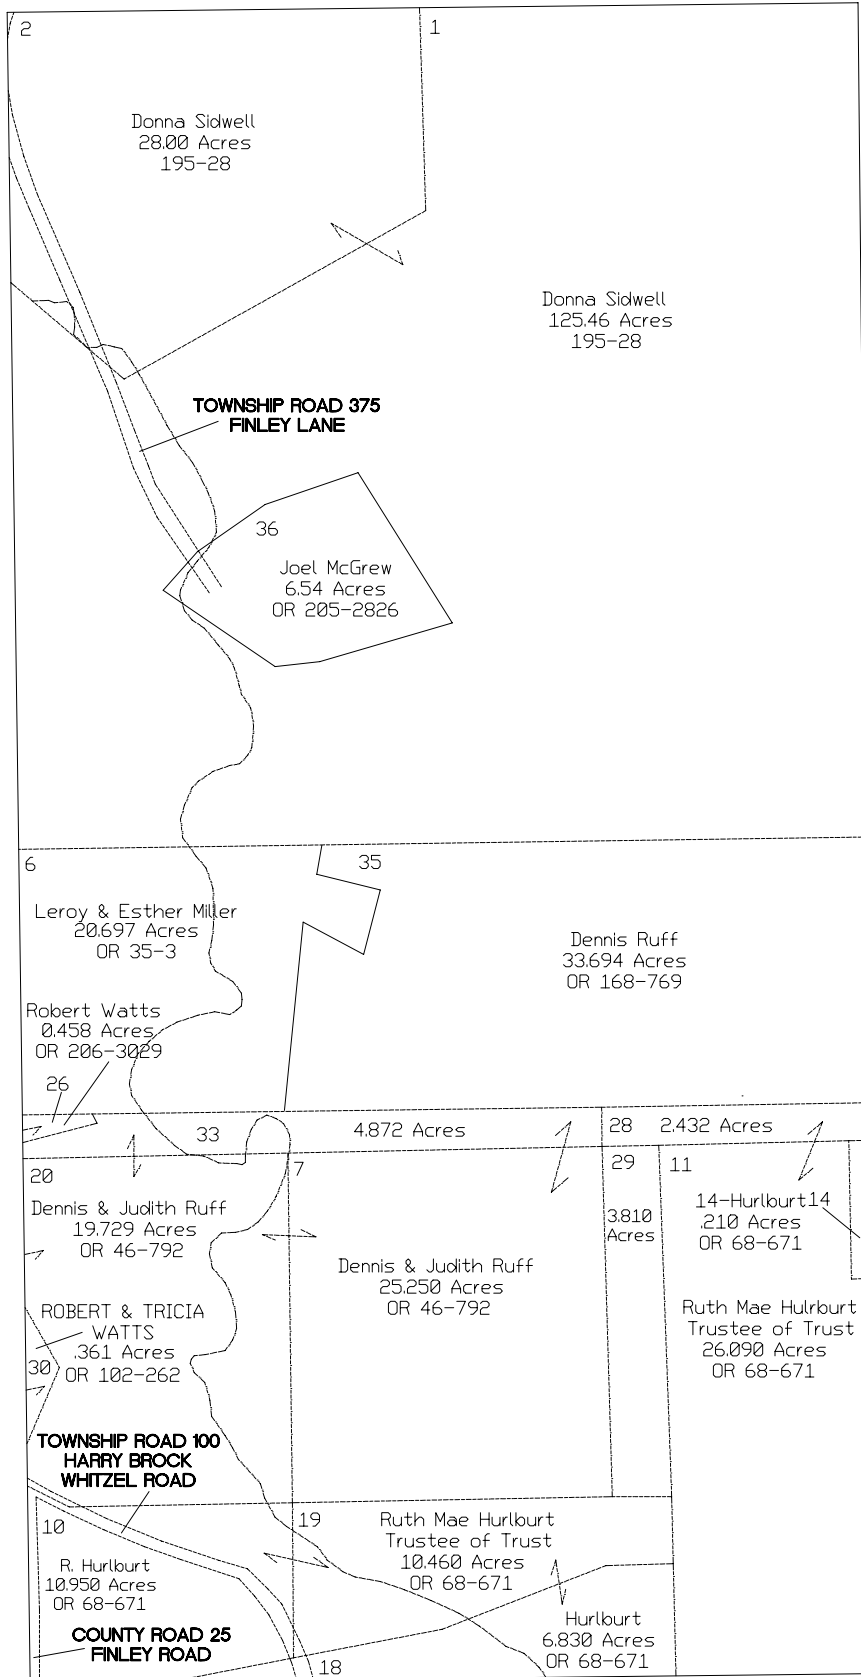 2
1
Donna Sidwell
28.00 Acres
195-28
Donna Sidwell
125.46 Acres
195-28
TOWNSHIP ROAD 375
FINLEY LANE
36
Joel McGrew
6.54 Acres
OR 205-2826
6
35
Leroy & Esther Miller
20.697 Acres
OR 35-3
Dennis Ruff
33.694 Acres
OR 168-769
Robert Watts
0.458 Acres
OR 206-3029
26
33
4.872 Acres
28
2.432 Acres
20
7
29
11
Dennis & Judith Ruff
19.729 Acres
OR 46-792
3.810
Acres
14-Hurlburt
14
.210 Acres
OR 68-671
Dennis & Judith Ruff
25.250 Acres
OR 46-792
ROBERT & TRICIA
WATTS
.361 Acres
OR 102-262
30
Ruth Mae Hulrburt
Trustee of Trust
26.090 Acres
OR 68-671
TOWNSHIP ROAD 100
HARRY BROCK
WHITZEL ROAD
10
19
Ruth Mae Hurlburt
Trustee of Trust
10.460 Acres
OR 68-671
R. Hurlburt
10.950 Acres
OR 68-671
COUNTY ROAD 25
FINLEY ROAD
Hurlburt
6.830 Acres
OR 68-671
18